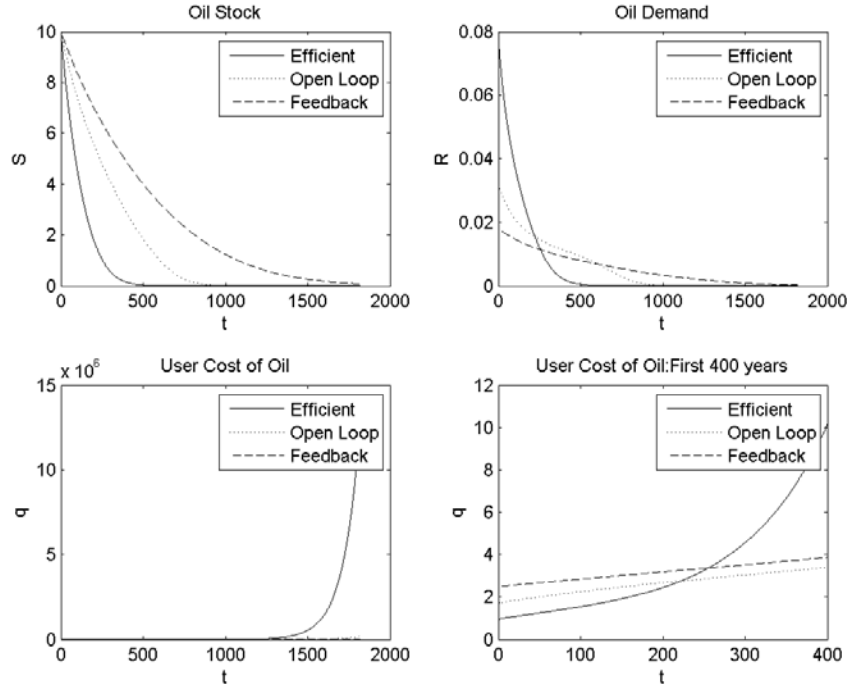 Oil Stock
10
8
6
4
2
0
S
0 500 1000 1500 2000
t
Efficient
Open Loop
Feedback
Oil Demand
0.08
0.06
0.04
0.02
0
R
0 500 1000 1500 2000
t
Efficient
Open Loop
Feedback
User Cost of Oil
x 10^6
15
10
5
0
q
0 500 1000 1500 2000
t
Efficient
Open Loop
Feedback
User Cost of Oil:First 400 years
12
10
8
6
4
2
0
q
0 100 200 300 400
t
Efficient
Open Loop
Feedback